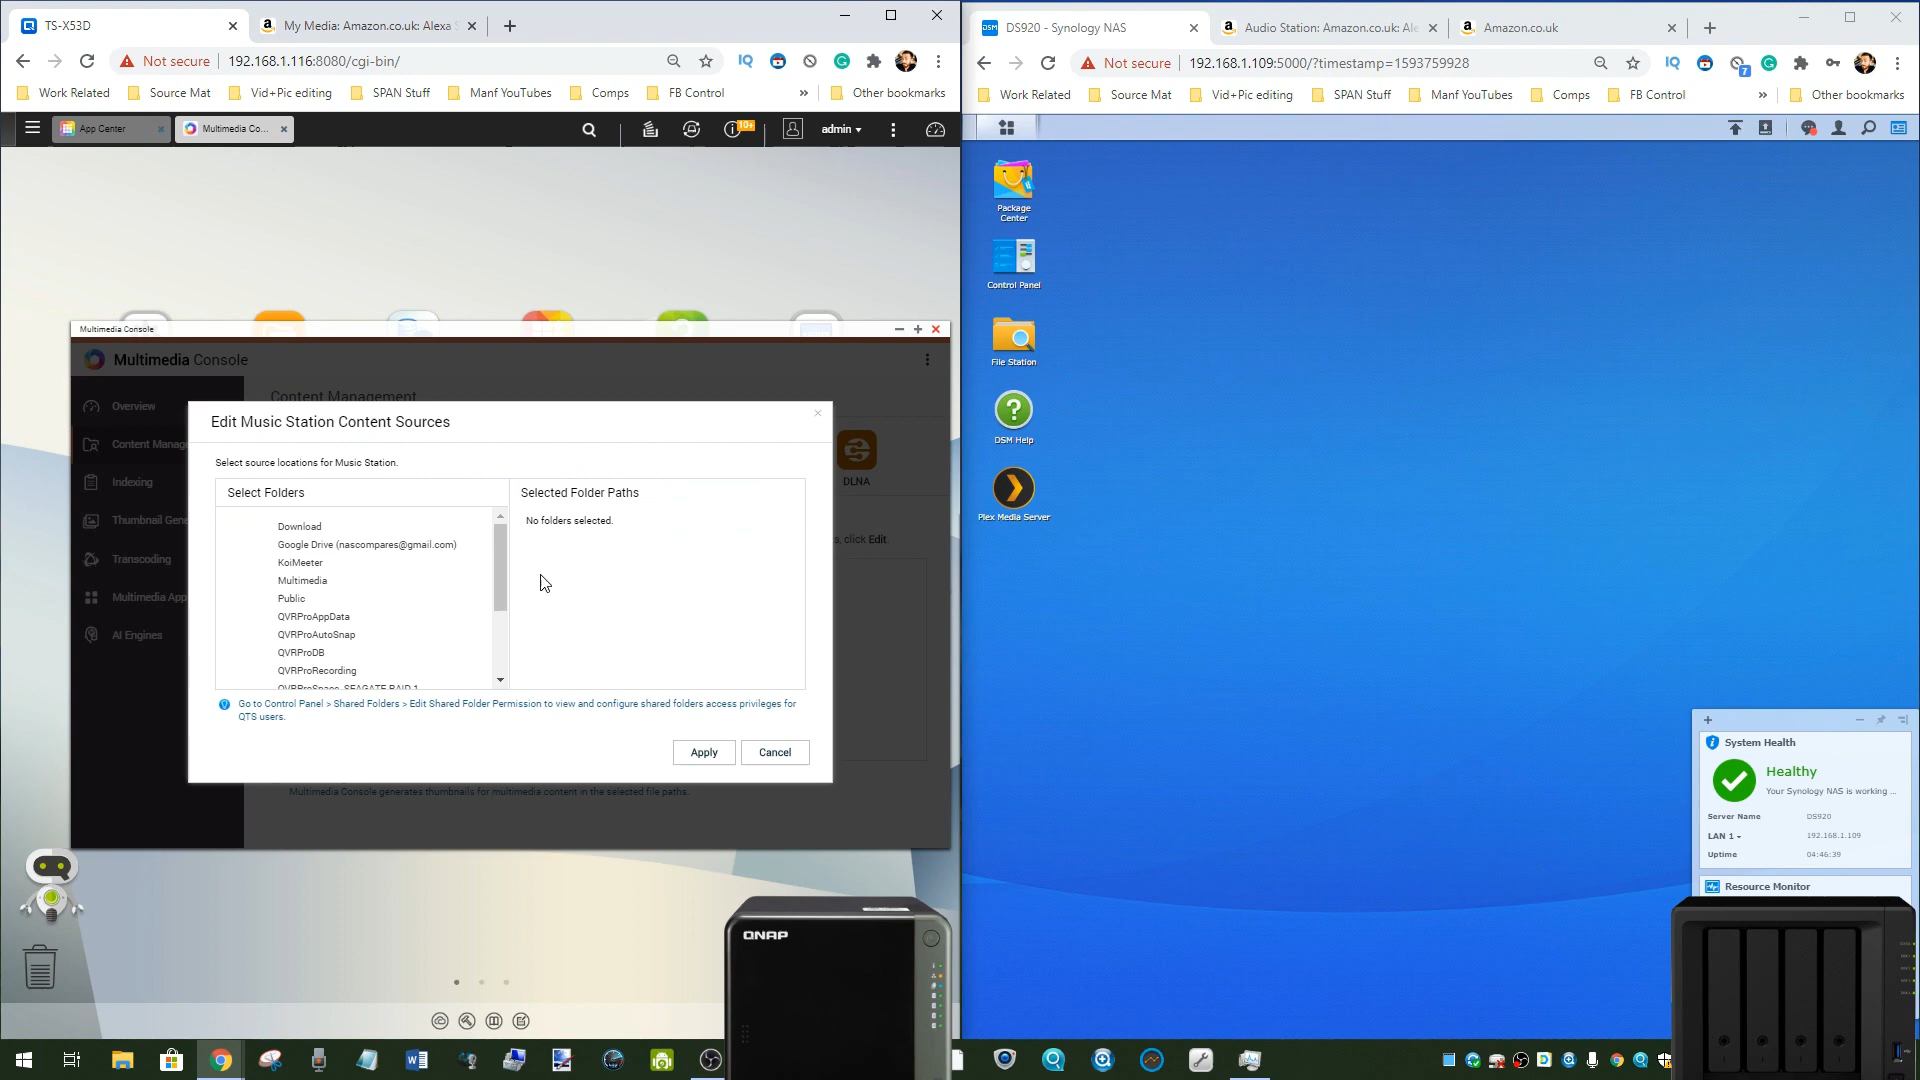 TS-X53D
My Media: Amazon.co.uk: Alexa
Not secure
192.168.1.116:8080/cgi-bin/
Work Related
Source Mat
Vid+Pic editing
SPAN Stuff
Manf YouTubes
Comps
FB Control
»
Other bookmarks
App Center
Multimedia Co...
10+
admin
Multimedia Console
Multimedia Console
Content Management
Overview
Content Manag
Indexing
Thumbnail Gen
Transcoding
Multimedia App
AI Engines
DLNA
s, click Edit.
Edit Music Station Content Sources
Select source locations for Music Station.
Select Folders
Selected Folder Paths
No folders selected.
Download
Google Drive (nascompares@gmail.com)
KoiMeeter
Multimedia
Public
QVRProAppData
QVRProAutoSnap
QVRProDB
QVRProRecording
QVRProSpace_SEAGATE RAID 1
Go to Control Panel > Shared Folders > Edit Shared Folder Permission to view and configure shared folders access privileges for
QTS users.
Apply
Cancel
Multimedia Console generates thumbnails for multimedia content in the selected file paths.
QNAP
DS920 - Synology NAS
Audio Station: Amazon.co.uk: Ale
Amazon.co.uk
Not secure
192.168.1.109:5000/?timestamp=1593759928
IQ
7
Work Related
Source Mat
Vid+Pic editing
SPAN Stuff
Manf YouTubes
Comps
FB Control
»
Other bookmarks
Package
Center
Control Panel
File Station
DSM Help
Plex Media Server
System Health
Healthy
Your Synology NAS is working ...
Server Name
DS920
LAN 1
192.168.1.109
Uptime
04:46:39
Resource Monitor